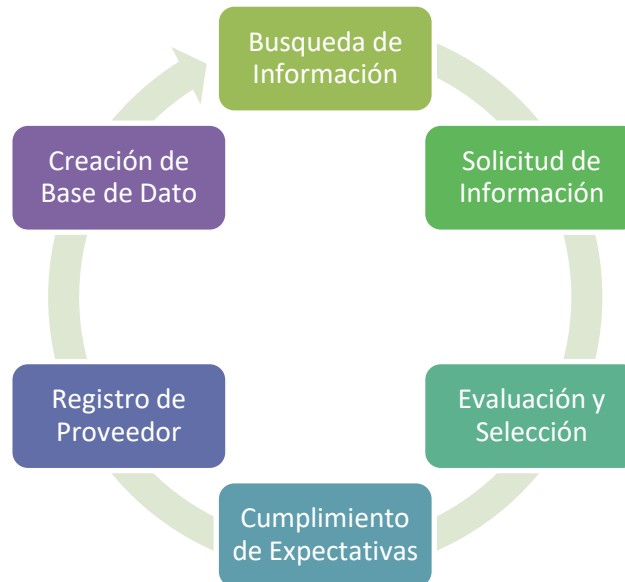 Busqueda de
Información
Solicitud de
Información
Evaluación y
Selección
Cumplimiento
de Expectativas
Registro de
Proveedor
Creación de
Base de Dato